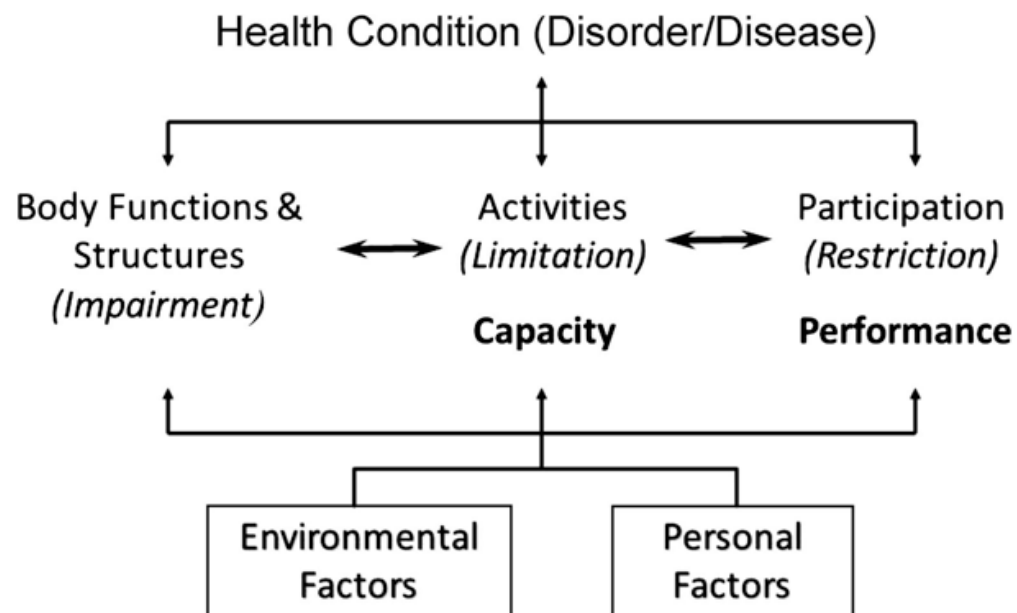 Health Condition (Disorder/Disease)
Body Functions &
Structures
(Impairment)
Activities
(Limitation)
Capacity
Participation
(Restriction)
Performance
Environmental
Factors
Personal
Factors